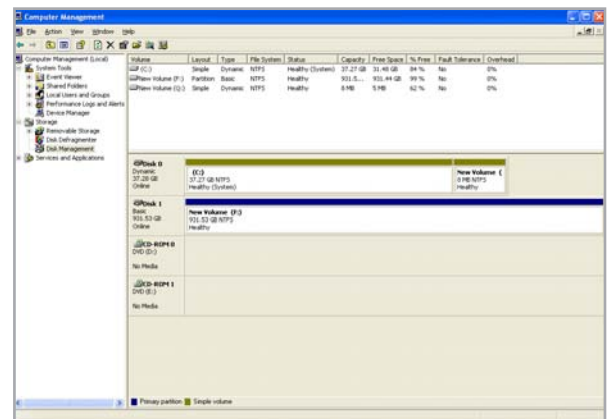 Computer Management
File Action View Window Help
Computer Management (Local)
System Tools
Event Viewer
Shared Folders
Local Users and Groups
Performance Logs and Alerts
Device Manager
Storage
Removable Storage
Disk Defragmenter
Disk Management
Services and Applications
Volume Layout Type File System Status Capacity Free Space % Free Fault Tolerance Overhead
(C:) Simple Dynamic NTFS Healthy (System) 37.27 GB 31.48 GB 84 % No 0%
New Volume (F:) Partition Basic NTFS Healthy 931.5... 931.44 GB 99 % No 0%
New Volume (Q:) Simple Dynamic NTFS Healthy 8 MB 5 MB 62 % No 0%
Disk 0
Dynamic
37.28 GB
Online
(C:)
37.27 GB NTFS
Healthy (System)
New Volume (
8 MB NTFS
Healthy
Disk 1
Basic
931.53 GB
Online
New Volume (F:)
931.53 GB NTFS
Healthy
CD-ROM 0
DVD (D:)
No Media
CD-ROM 1
DVD (E:)
No Media
Primary partition Simple volume